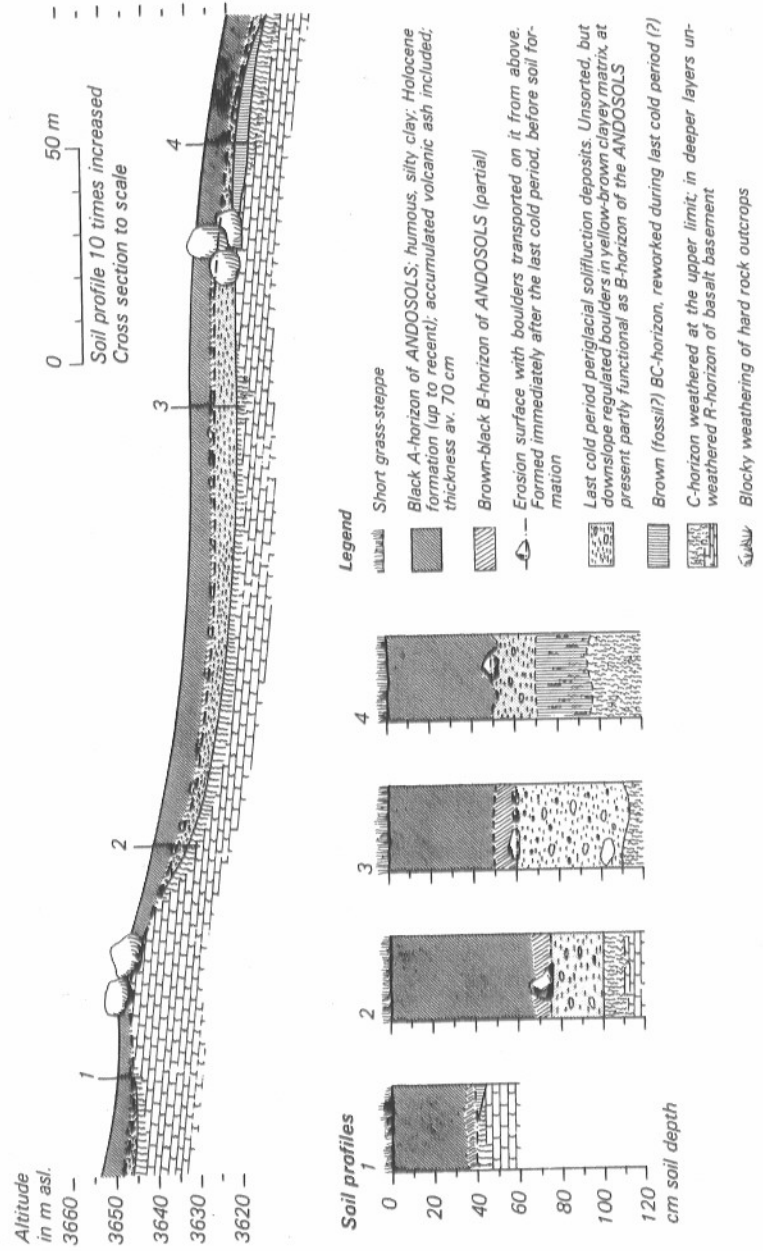 Altitude
in m asl.
3660
3650
3640
3630
3620
1
2
3
4
0 50 m
Soil profile 10 times increased
Cross section to scale
Soil profiles
1
2
3
4
0
20
40
60
80
100
120
cm soil depth
Legend
Short grass-steppe
Black A-horizon of ANDOSOLS; humous, silty clay; Holocene
formation (up to recent); accumulated volcanic ash included;
thickness av. 70 cm
Brown-black B-horizon of ANDOSOLS (partial)
Erosion surface with boulders transported on it from above.
Formed immediately after the last cold period, before soil for-
mation
Last cold period periglacial solifluction deposits. Unsorted, but
downslope regulated boulders in yellow-brown clayey matrix, at
present partly functional as B-horizon of the ANDOSOLS
Brown (fossil?) BC-horizon, reworked during last cold period (?)
C-horizon weathered at the upper limit; in deeper layers un-
weathered R-horizon of basalt basement
Blocky weathering of hard rock outcrops